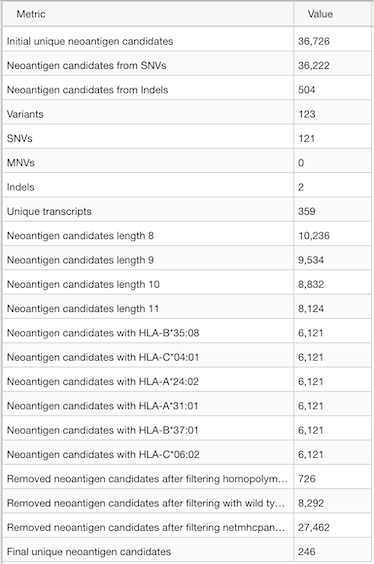 Metric Value
Initial unique neoantigen candidates 36,726
Neoantigen candidates from SNVs 36,222
Neoantigen candidates from Indels 504
Variants 123
SNVs 121
MNVs 0
Indels 2
Unique transcripts 359
Neoantigen candidates length 8 10,236
Neoantigen candidates length 9 9,534
Neoantigen candidates length 10 8,832
Neoantigen candidates length 11 8,124
Neoantigen candidates with HLA-B*35:08 6,121
Neoantigen candidates with HLA-C*04:01 6,121
Neoantigen candidates with HLA-A*24:02 6,121
Neoantigen candidates with HLA-A*31:01 6,121
Neoantigen candidates with HLA-B*37:01 6,121
Neoantigen candidates with HLA-C*06:02 6,121
Removed neoantigen candidates after filtering homopolym… 726
Removed neoantigen candidates after filtering with wild ty… 8,292
Removed neoantigen candidates after filtering netmhcpan… 27,462
Final unique neoantigen candidates 246